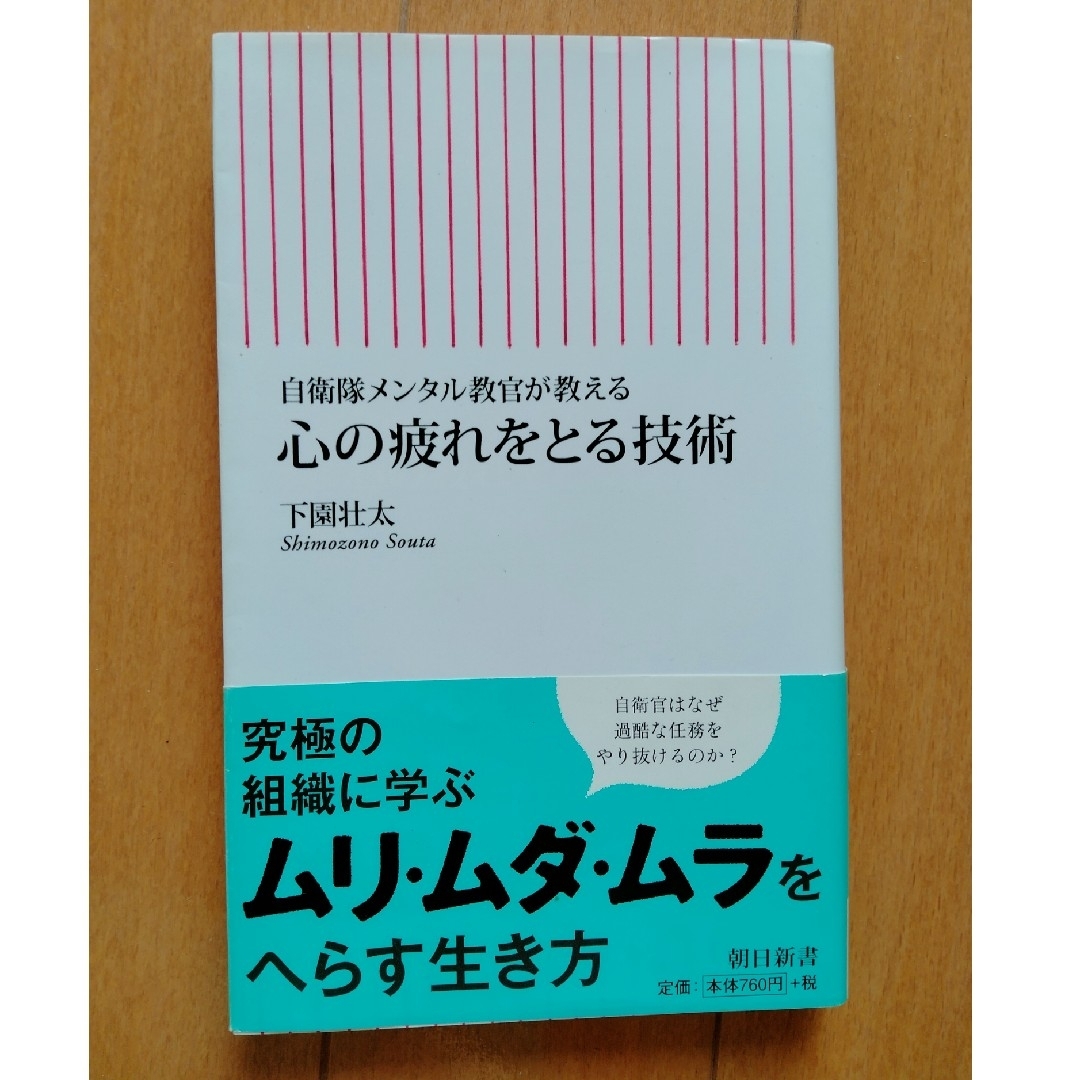 自衛隊メンタル教官が教える
心の疲れをとる技術
下園壮太
Shimozono Souta
自衛官はなぜ
過酷な任務を
やり抜けるのか？
究極の
組織に学ぶ
ムリ・ムダ・ムラを
へらす生き方
朝日新書
定価：本体760円+税